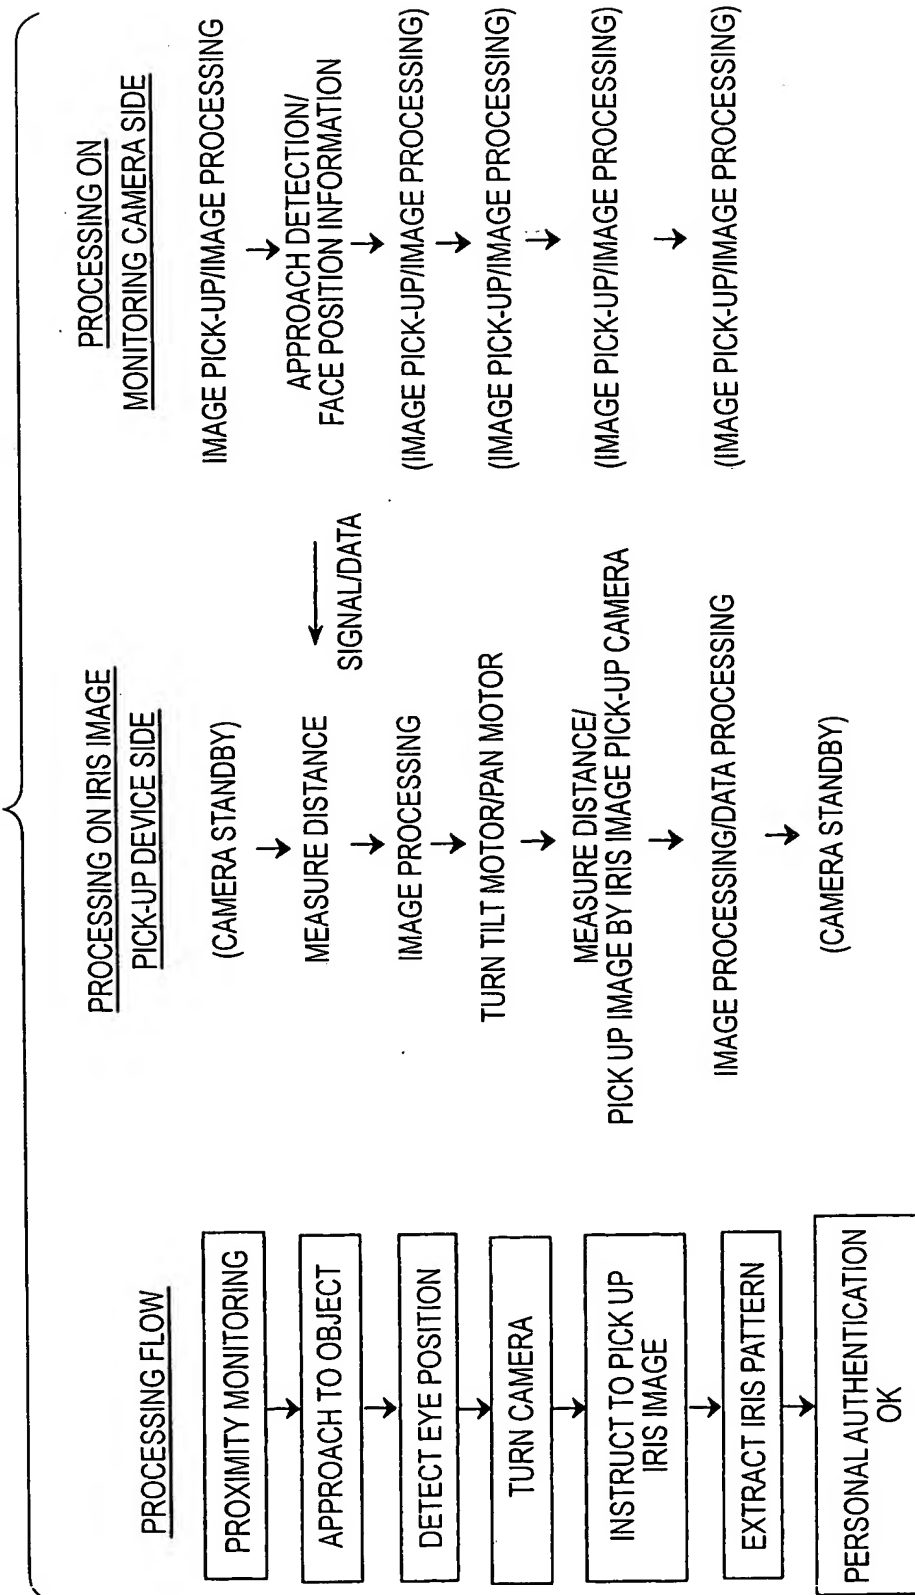 PROCESSING FLOW
PROXIMITY MONITORING
APPROACH TO OBJECT
DETECT EYE POSITION
TURN CAMERA
INSTRUCT TO PICK UP
IRIS IMAGE
EXTRACT IRIS PATTERN
PERSONAL AUTHENTICATION
OK
PROCESSING ON IRIS IMAGE
PICK-UP DEVICE SIDE
(CAMERA STANDBY)
MEASURE DISTANCE
IMAGE PROCESSING
TURN TILT MOTOR/PAN MOTOR
MEASURE DISTANCE/
PICK UP IMAGE BY IRIS IMAGE PICK-UP CAMERA
IMAGE PROCESSING/DATA PROCESSING
(CAMERA STANDBY)
SIGNAL/DATA
PROCESSING ON
MONITORING CAMERA SIDE
IMAGE PICK-UP/IMAGE PROCESSING
APPROACH DETECTION/
FACE POSITION INFORMATION
(IMAGE PICK-UP/IMAGE PROCESSING)
(IMAGE PICK-UP/IMAGE PROCESSING)
(IMAGE PICK-UP/IMAGE PROCESSING)
(IMAGE PICK-UP/IMAGE PROCESSING)